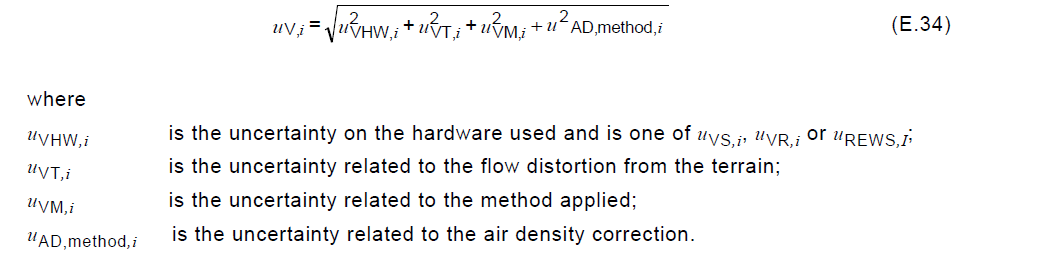 uV,i = √u²VHW,i + u²VT,i + u²VM,i + u²AD,method,i (E.34)
where
uVHW,i is the uncertainty on the hardware used and is one of uVS,i, uVR,i or uREWS,I;
uVT,i is the uncertainty related to the flow distortion from the terrain;
uVM,i is the uncertainty related to the method applied;
uAD,method,i is the uncertainty related to the air density correction.